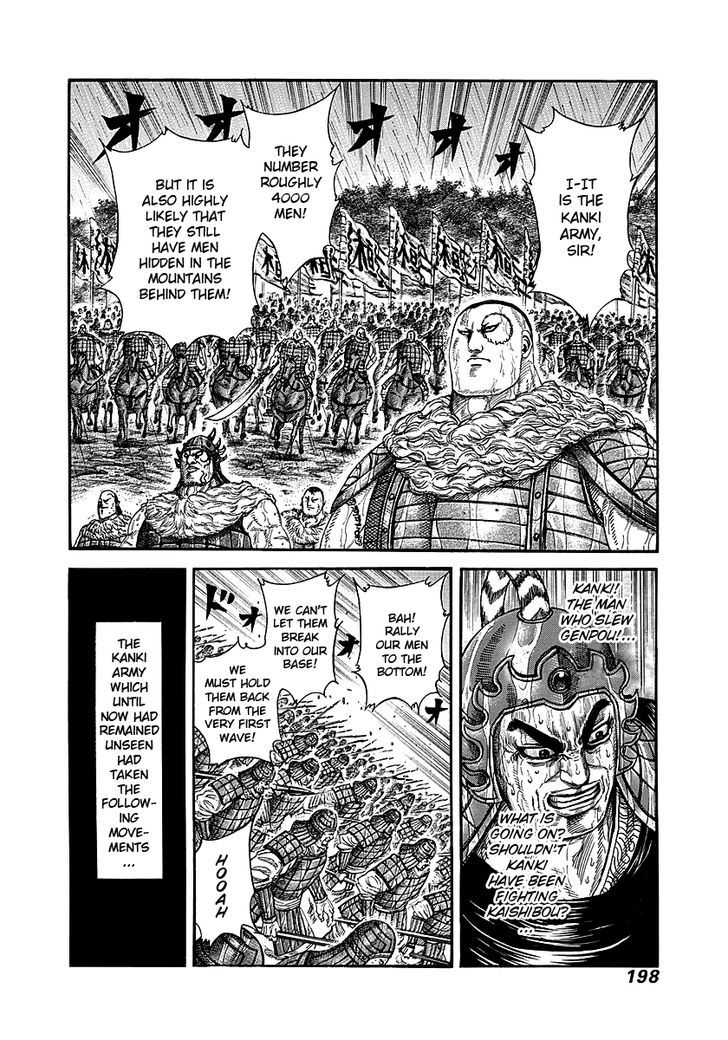 I-IT
IS THE
KANKI
ARMY,
SIR!
THEY
NUMBER
ROUGHLY
4000
MEN!
BUT IT IS
ALSO HIGHLY
LIKELY THAT
THEY STILL
HAVE MEN
HIDDEN IN THE
MOUNTAINS
BEHIND THEM!
オ オ オ オ オ
KANKI!
THE MAN
WHO SLEW
GENPOU!...
WHAT IS
GOING ON?
SHOULDN'T
KANKI
HAVE BEEN
FIGHTING
KAISHIBOU?
...
BAH!
RALLY
OUR MEN
TO THE
BOTTOM!
WE CAN'T
LET THEM
BREAK
INTO OUR
BASE!
WE
MUST HOLD
THEM BACK
FROM THE
VERY FIRST
WAVE!
ドオオオ
HOOAH
THE
KANKI
ARMY
WHICH
UNTIL
NOW HAD
REMAINED
UNSEEN
HAD
TAKEN
THE
FOLLOW-
ING
MOVE-
MENTS
...
198